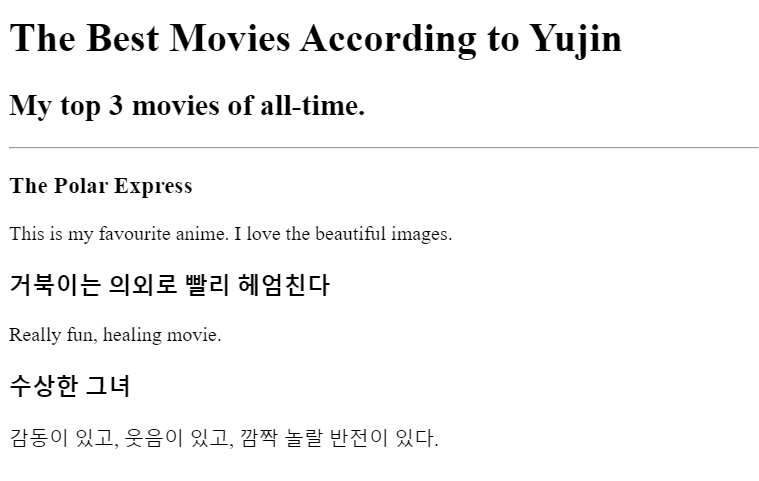 The Best Movies According to Yujin
My top 3 movies of all-time.
The Polar Express
This is my favourite anime. I love the beautiful images.
거북이는 의외로 빨리 헤엄친다
Really fun, healing movie.
수상한 그녀
감동이 있고, 웃음이 있고, 깜짝 놀랄 반전이 있다.